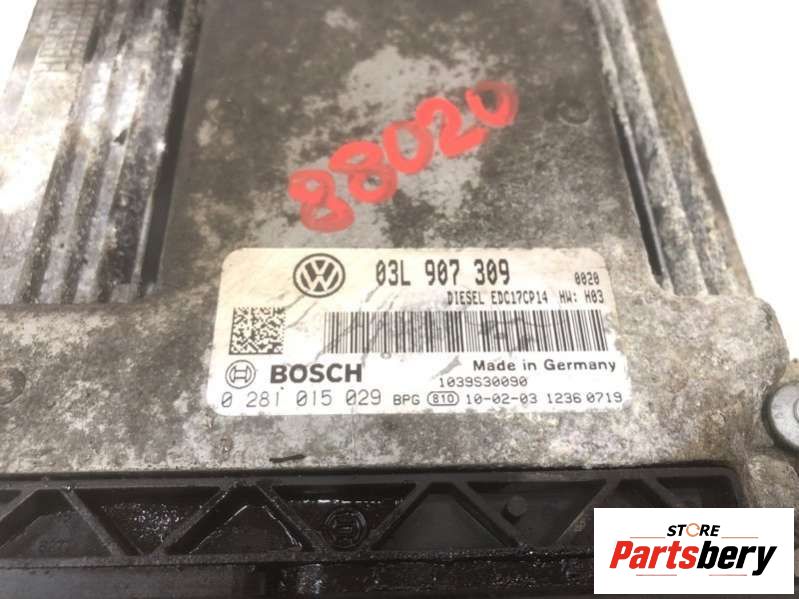 88020
VW 03L 907 309 0020
DIESEL EDC17CP14 HW: H03
BOSCH Made in Germany
1039S30090
0 281 015 029 BPG 810 10-02-03 1236 0719
STORE
Partsbery